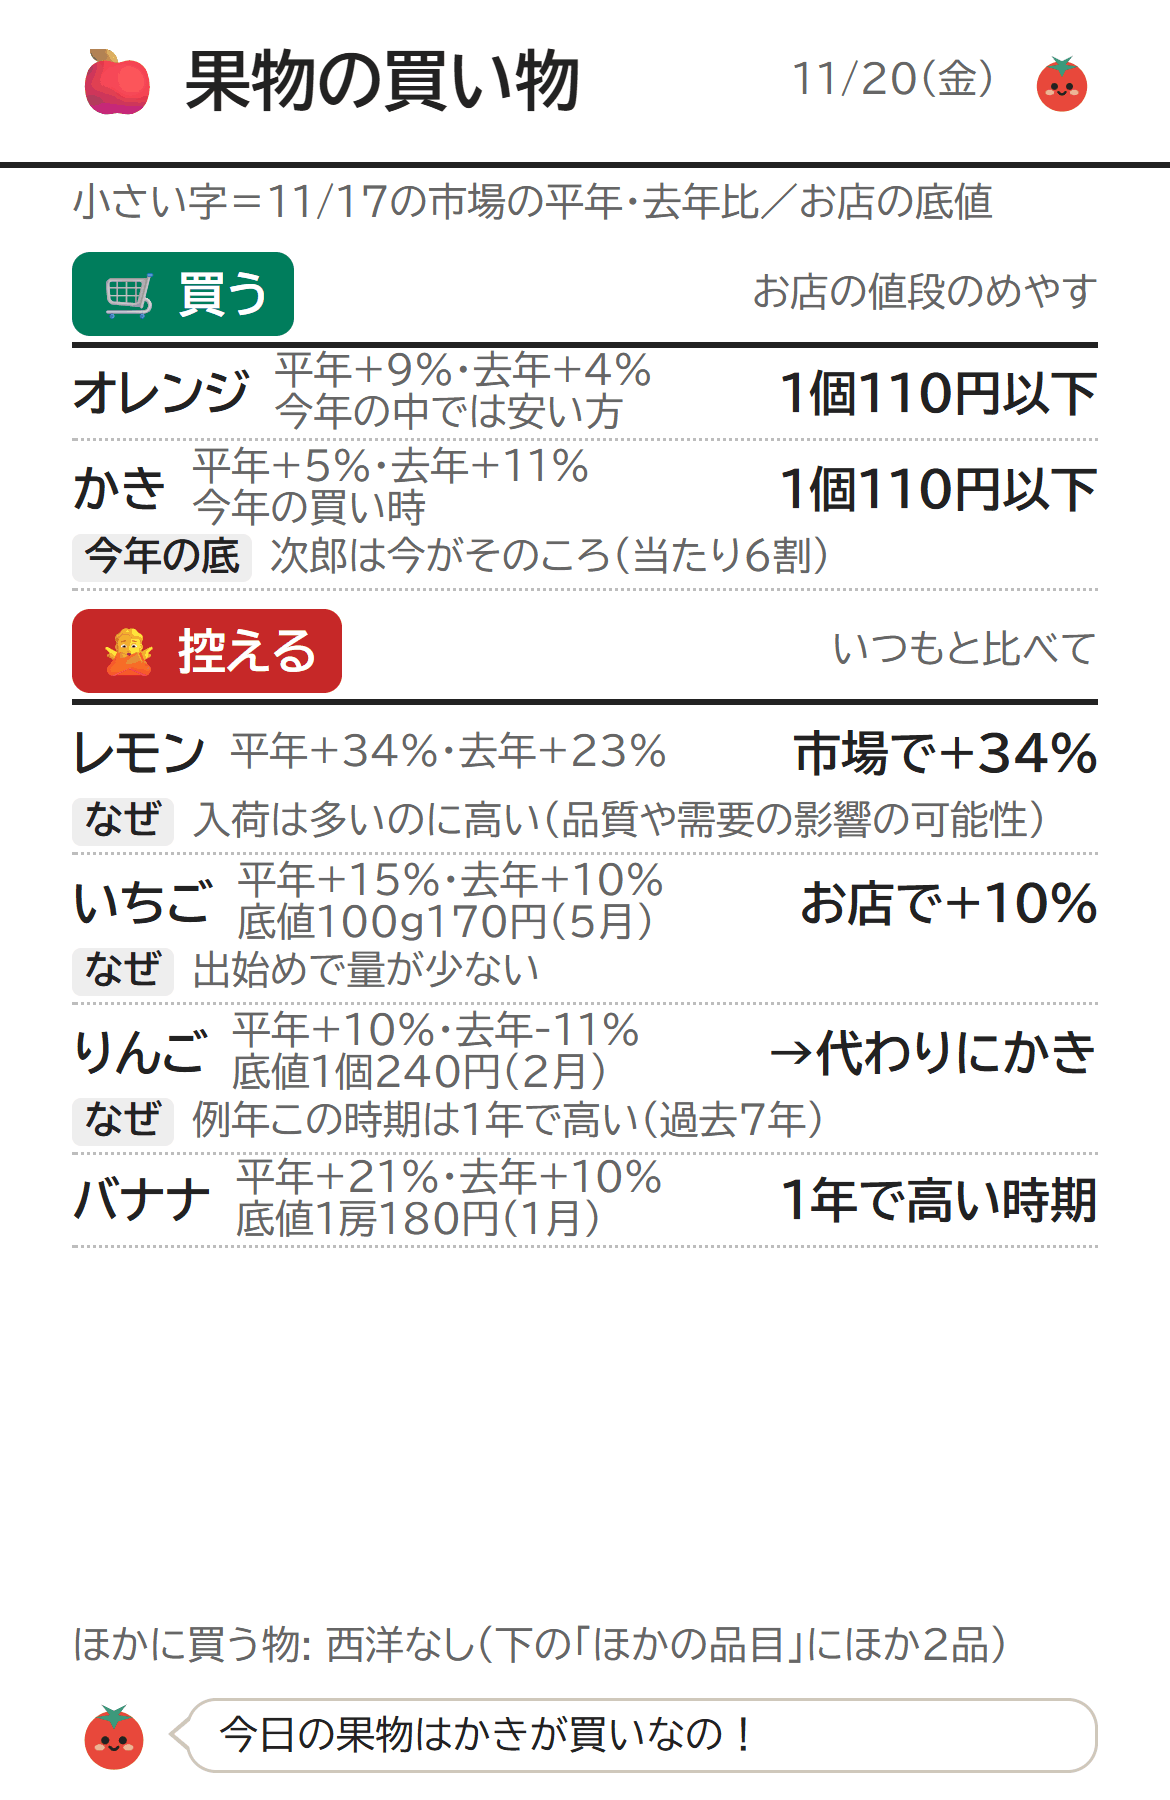 果物の買い物
11/20(金)
小さい字=11/17の市場の平年・去年比／お店の底値
買う
お店の値段のめやす
オレンジ 平年+9%・去年+4%
今年の中では安い方
1個110円以下
かき 平年+5%・去年+11%
今年の買い時
1個110円以下
今年の底 次郎は今がそのころ(当たり6割)
控える
いつもと比べて
レモン 平年+34%・去年+23% 市場で+34%
なぜ 入荷は多いのに高い(品質や需要の影響の可能性)
いちご 平年+15%・去年+10%
底値100g170円(5月)
お店で+10%
なぜ 出始めで量が少ない
りんご 平年+10%・去年-11%
底値1個240円(2月)
→代わりにかき
なぜ 例年この時期は1年で高い(過去7年)
バナナ 平年+21%・去年+10%
底値1房180円(1月)
1年で高い時期
ほかに買う物: 西洋なし(下の「ほかの品目」にほか2品)
今日の果物はかきが買いなの！